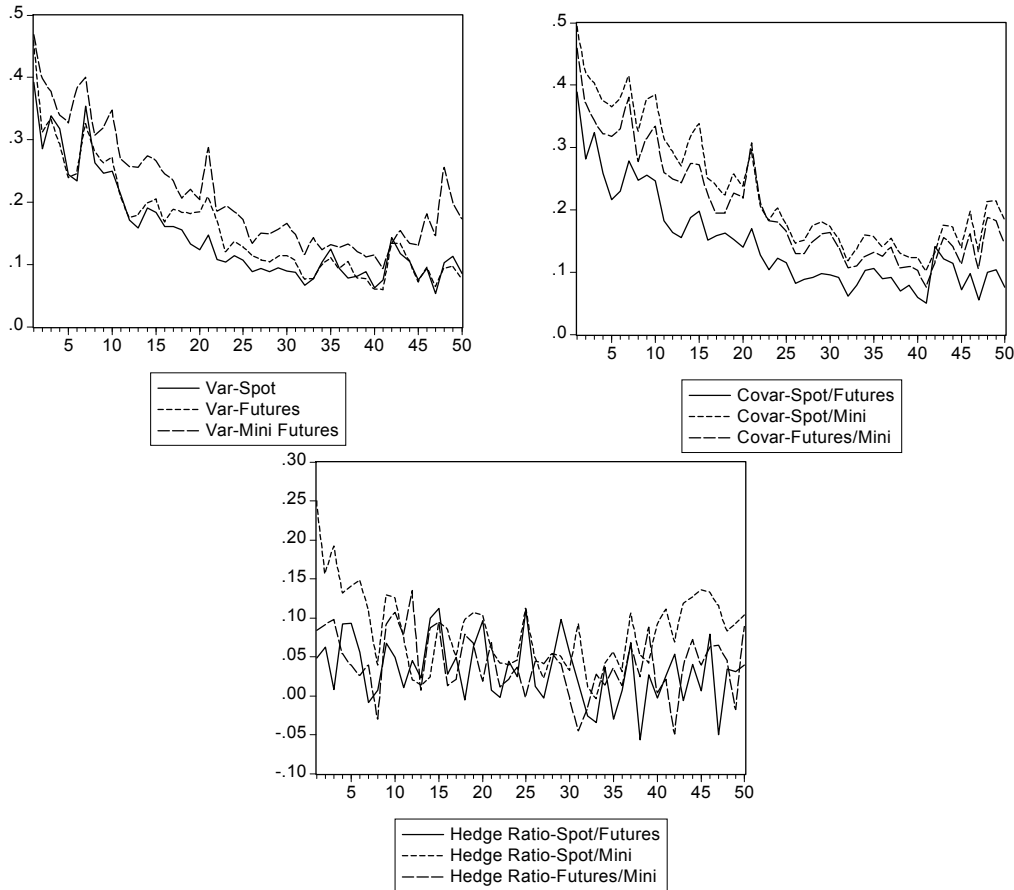 .5
.4
.3
.2
.1
.0
5 10 15 20 25 30 35 40 45 50
Var-Spot
Var-Futures
Var-Mini Futures
.5
.4
.3
.2
.1
.0
5 10 15 20 25 30 35 40 45 50
Covar-Spot/Futures
Covar-Spot/Mini
Covar-Futures/Mini
.30
.25
.20
.15
.10
.05
.00
-.05
-.10
5 10 15 20 25 30 35 40 45 50
Hedge Ratio-Spot/Futures
Hedge Ratio-Spot/Mini
Hedge Ratio-Futures/Mini